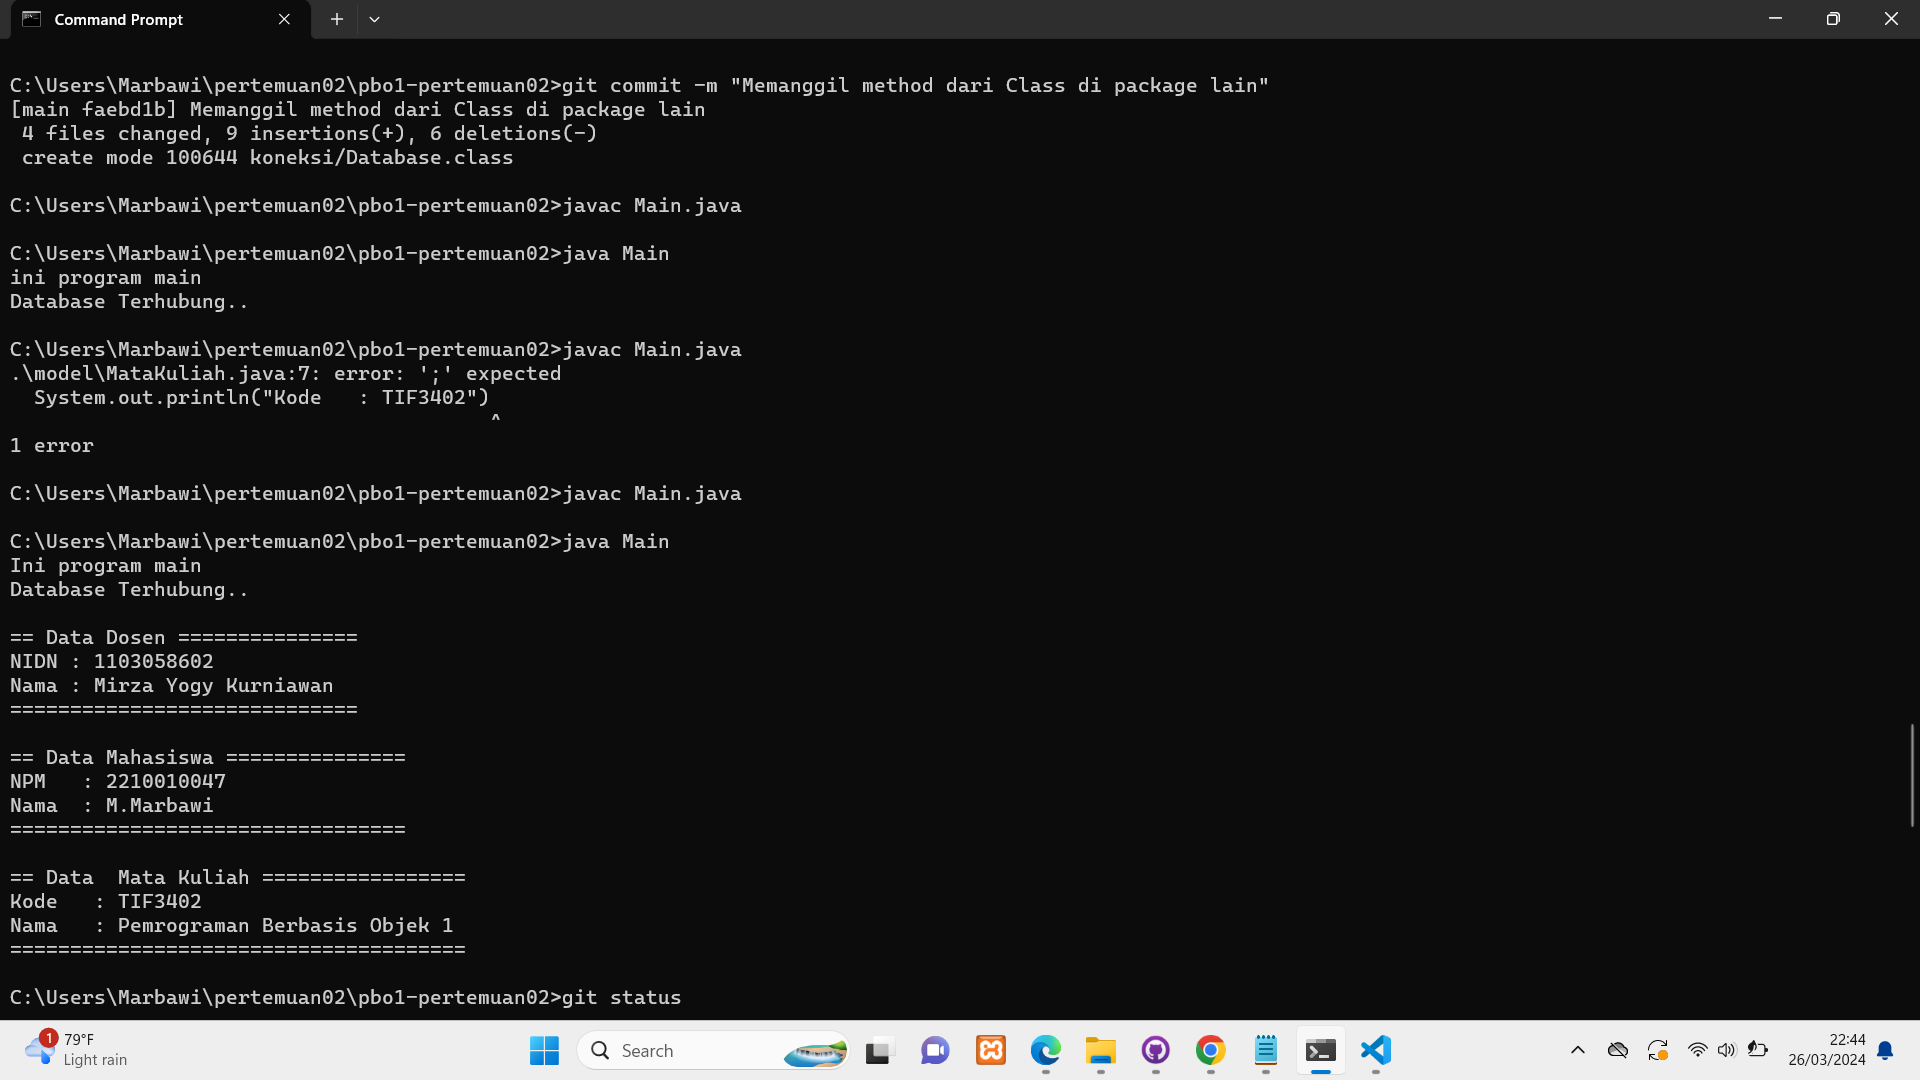 Command Prompt
C:\Users\Marbawi\pertemuan02\pbo1-pertemuan02>git commit -m "Memanggil method dari Class di package lain"
[main faebd1b] Memanggil method dari Class di package lain
 4 files changed, 9 insertions(+), 6 deletions(-)
 create mode 100644 koneksi/Database.class
C:\Users\Marbawi\pertemuan02\pbo1-pertemuan02>javac Main.java
C:\Users\Marbawi\pertemuan02\pbo1-pertemuan02>java Main
ini program main
Database Terhubung..
C:\Users\Marbawi\pertemuan02\pbo1-pertemuan02>javac Main.java
.\model\MataKuliah.java:7: error: ';' expected
  System.out.println("Kode   : TIF3402")
                                        ^
1 error
C:\Users\Marbawi\pertemuan02\pbo1-pertemuan02>javac Main.java
C:\Users\Marbawi\pertemuan02\pbo1-pertemuan02>java Main
Ini program main
Database Terhubung..
== Data Dosen ===============
NIDN : 1103058602
Nama : Mirza Yogy Kurniawan
=============================
== Data Mahasiswa ===============
NPM   : 2210010047
Nama  : M.Marbawi
=================================
== Data  Mata Kuliah =================
Kode   : TIF3402
Nama   : Pemrograman Berbasis Objek 1
======================================
C:\Users\Marbawi\pertemuan02\pbo1-pertemuan02>git status
1
79°F
Light rain
Search
22:44
26/03/2024